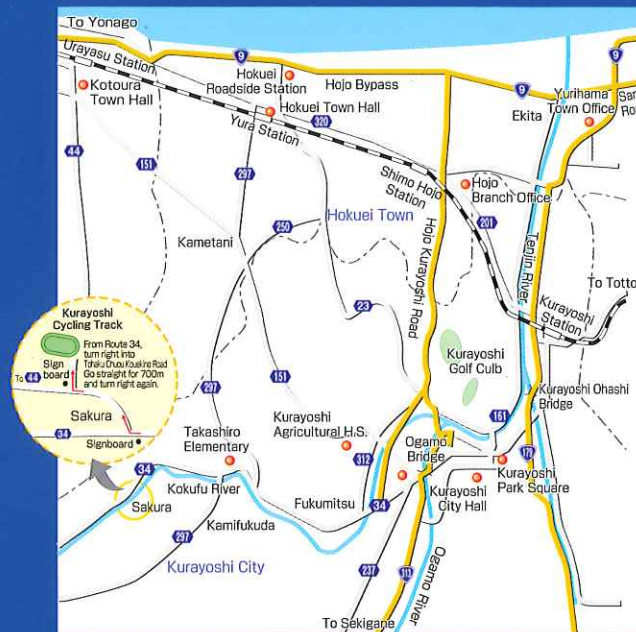 To Yonago
Urayasu Station
9
Hokuei
Roadside Station
Hojo Bypass
9
9
Kotoura
Town Hall
Hokuei Town Hall
Yurihama
Town Office
Ekita
Yura Station
320
44
151
297
Shimo Hojo
Station
Hojo
Branch Office
Hokuei Town
250
201
Kametani
Hojo Kurayoshi Road
Tenjin River
23
Kurayoshi
Station
Kurayoshi
Cycling Track
From Route 34,
turn right into
Tohaku Chuou Kouikino Road
Go straight for 700m
and turn right again.
Sign
board
To 44
Sakura
34
Signboard
Kurayoshi
Golf Culb
297
151
Kurayoshi
Agricultural H.S.
161
Kurayoshi Ohashi
Bridge
Takashiro
Elementary
312
Ogamo
Bridge
179
34
Kokufu River
Fukumitsu
34
Kurayoshi
City Hall
Kurayoshi
Park Square
Sakura
Kamifukuda
297
Kurayoshi City
237
313
Ogamo River
To Sekigane